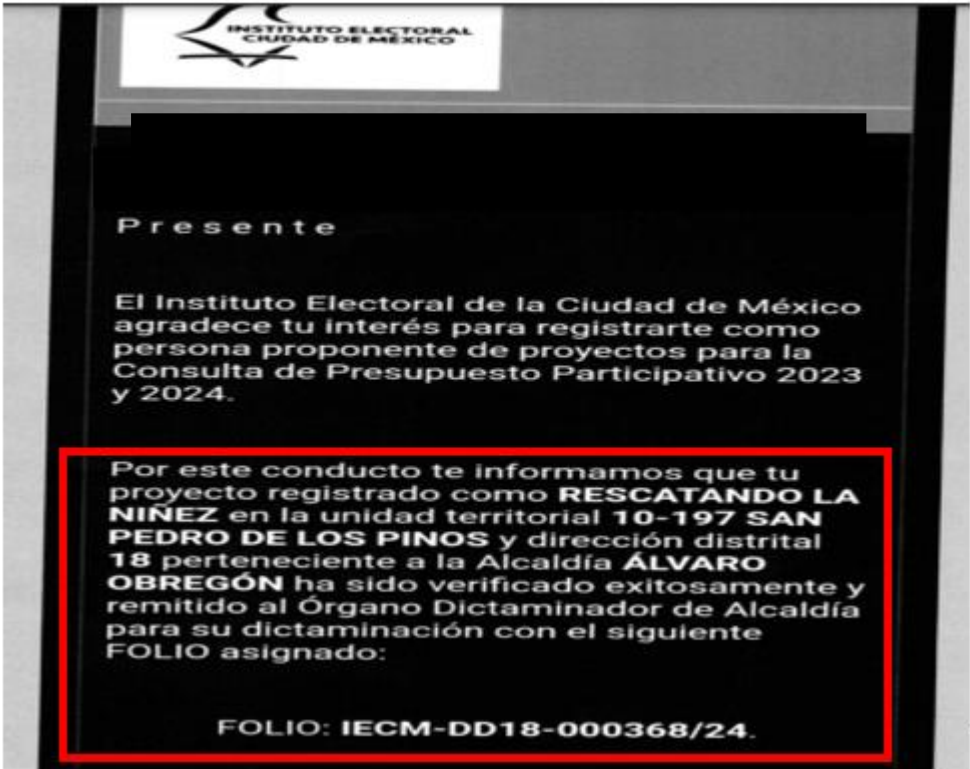 INSTITUTO ELECTORAL
CIUDAD DE MÉXICO
Presente
El Instituto Electoral de la Ciudad de México
agradece tu interés para registrarte como
persona proponente de proyectos para la
Consulta de Presupuesto Participativo 2023
y 2024.
Por este conducto te informamos que tu
proyecto registrado como RESCATANDO LA
NIÑEZ en la unidad territorial 10-197 SAN
PEDRO DE LOS PINOS y dirección distrital
18 perteneciente a la Alcaldía ÁLVARO
OBREGÓN ha sido verificado exitosamente y
remitido al Órgano Dictaminador de Alcaldía
para su dictaminación con el siguiente
FOLIO asignado:
FOLIO: IECM-DD18-000368/24.